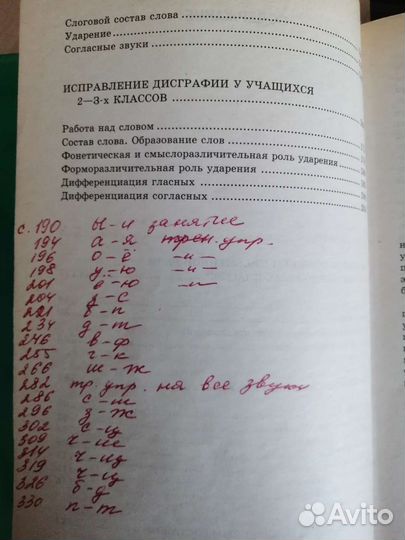 Слоговой состав слова
Ударение
Согласные звуки
ИСПРАВЛЕНИЕ ДИСГРАФИИ У УЧАЩИХСЯ
2—3-х КЛАССОВ
Работа над словом
Состав слова. Образование слов
Фонетическая и смыслоразличительная роль ударения
Форморазличительная роль ударения
Дифференциация гласных
Дифференциация согласных
с. 190 ы-и занятие
194 а-я трен. упр.
196 о-ё -и-
198 у-ю -и-
201 ё-ю -и-
204 з-с
221 б-п
234 д-т
246 в-ф
255 г-к
266 ш-ж
282 тр. упр. на все звуки
286 с-ш
296 з-ж
302 с-ц
309
314
319 ч-ц
326 б-д
330 п-т
Avito